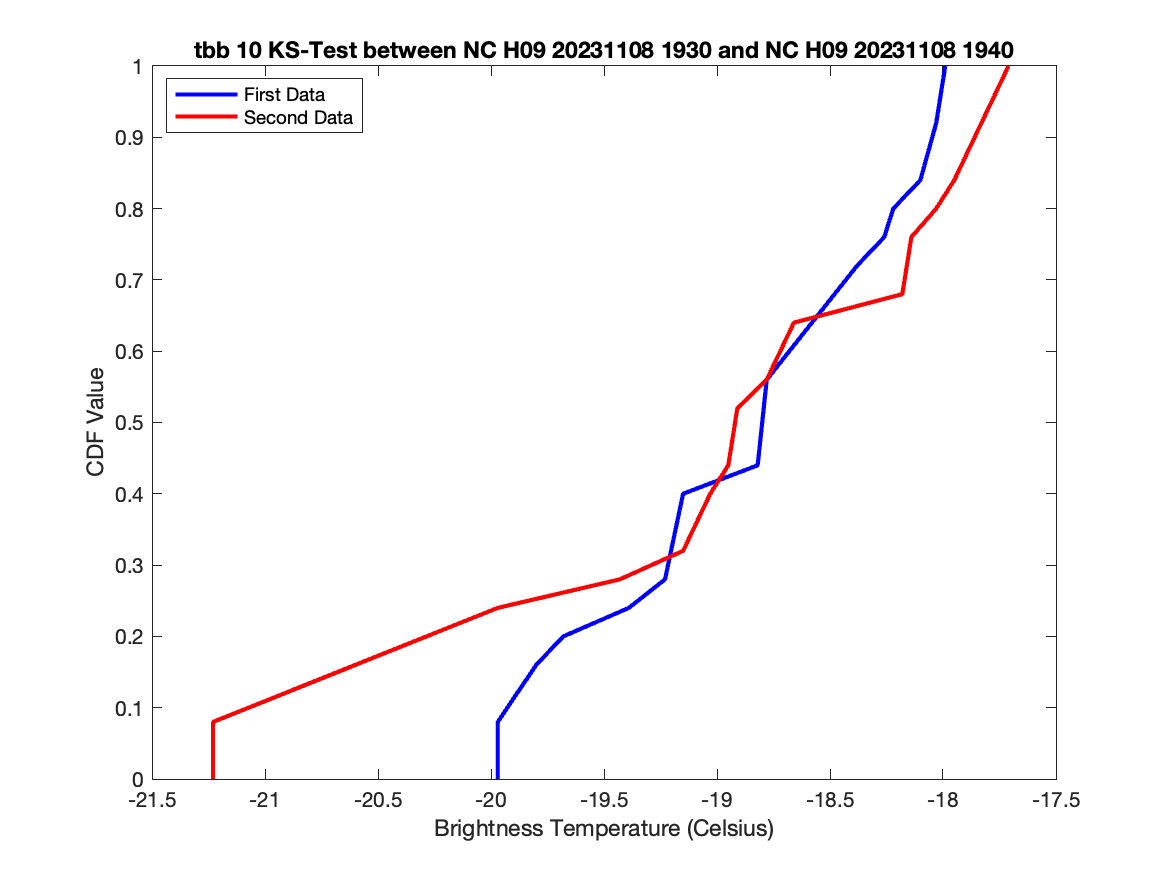 tbb 10 KS-Test between NC H09 20231108 1930 and NC H09 20231108 1940
First Data
Second Data
1
0.9
0.8
0.7
0.6
0.5
0.4
0.3
0.2
0.1
0
CDF Value
-21.5 -21 -20.5 -20 -19.5 -19 -18.5 -18 -17.5
Brightness Temperature (Celsius)